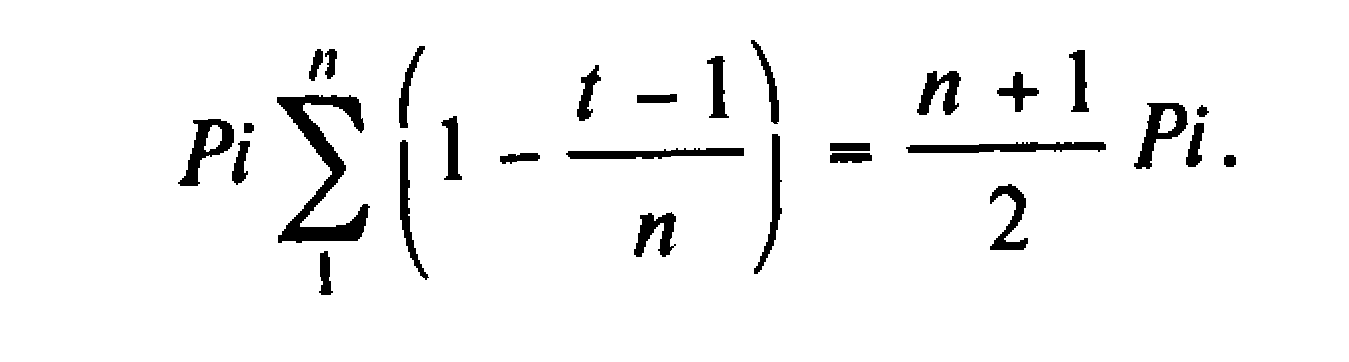 $Pi \sum_{1}^{n} \left(1 - \frac{t - 1}{n}\right) = \frac{n + 1}{2} Pi.$